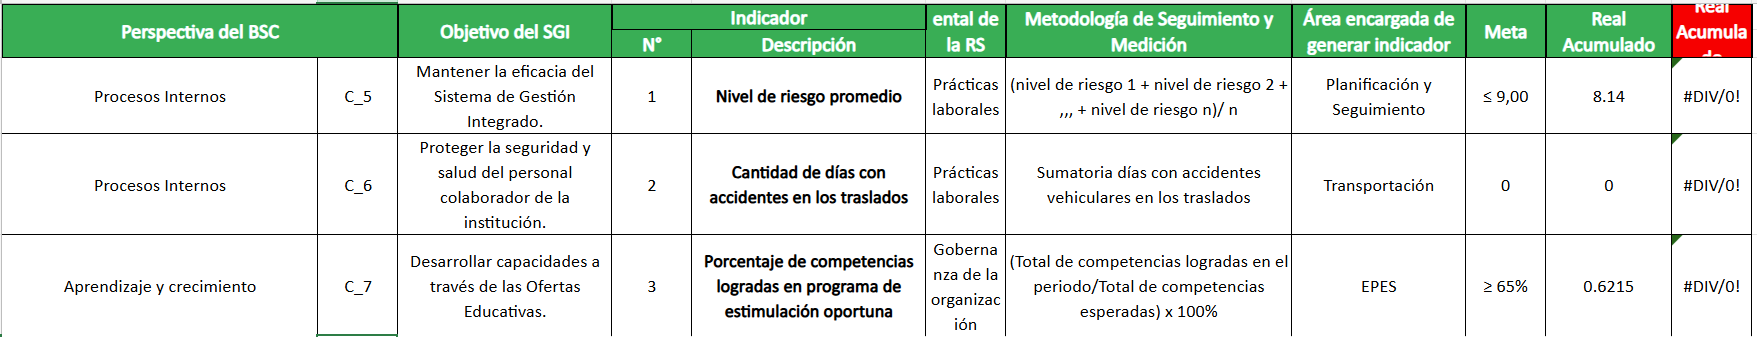 Perspectiva del BSC
Objetivo del SGI
Indicador
N°
Descripción
ental de
la RS
Metodología de Seguimiento y
Medición
Área encargada de
generar indicador
Meta
Real
Acumulado
Real
Acumula
do
Procesos Internos
C_5
Mantener la eficacia del
Sistema de Gestión
Integrado.
1
Nivel de riesgo promedio
Prácticas
laborales
(nivel de riesgo 1 + nivel de riesgo 2 +
,,, + nivel de riesgo n)/ n
Planificación y
Seguimiento
≤ 9,00
8.14
#DIV/0!
Procesos Internos
C_6
Proteger la seguridad y
salud del personal
colaborador de la
institución.
2
Cantidad de días con
accidentes en los traslados
Prácticas
laborales
Sumatoria días con accidentes
vehiculares en los traslados
Transportación
0
0
#DIV/0!
Aprendizaje y crecimiento
C_7
Desarrollar capacidades a
través de las Ofertas
Educativas.
3
Porcentaje de competencias
logradas en programa de
estimulación oportuna
Goberna
nza de la
organizac
ión
(Total de competencias logradas en el
periodo/Total de competencias
esperadas) x 100%
EPES
≥ 65%
0.6215
#DIV/0!